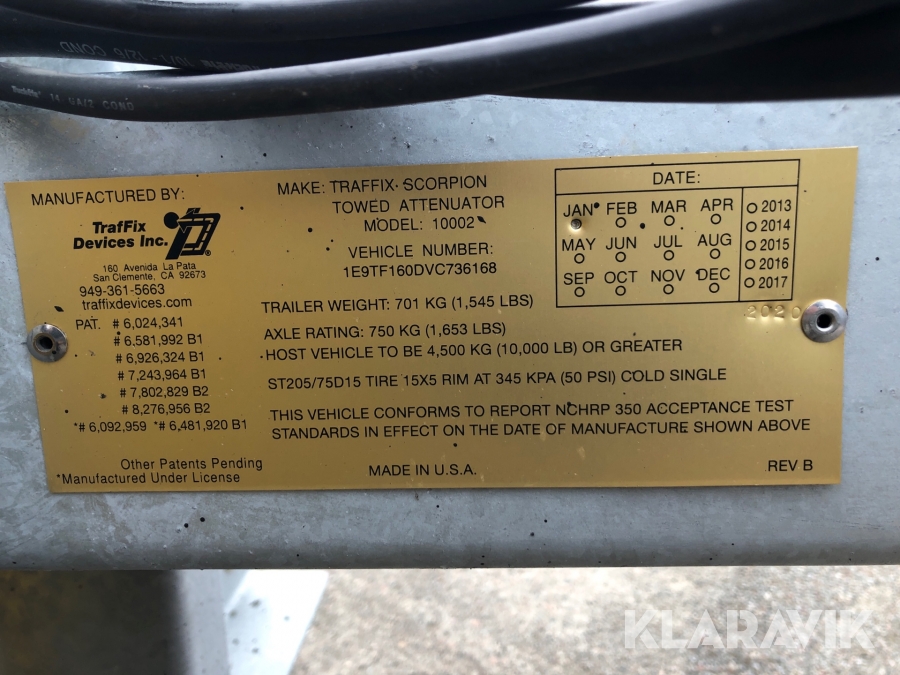 14 GA/2 COND
MANUFACTURED BY:
TrafFix
Devices Inc.
160 Avenida La Pata
San Clemente, CA 92673
949-361-5663
traffixdevices.com
PAT. # 6,024,341
# 6,581,992 B1
# 6,926,324 B1
# 7,243,964 B1
# 7,802,829 B2
# 8,276,956 B2
*# 6,092,959 *# 6,481,920 B1
Other Patents Pending
*Manufactured Under License
MAKE: TRAFFIX SCORPION
TOWED ATTENUATOR
MODEL: 10002
VEHICLE NUMBER:
1E9TF160DVC736168
TRAILER WEIGHT: 701 KG (1,545 LBS)
AXLE RATING: 750 KG (1,653 LBS)
HOST VEHICLE TO BE 4,500 KG (10,000 LB) OR GREATER
ST205/75D15 TIRE 15X5 RIM AT 345 KPA (50 PSI) COLD SINGLE
THIS VEHICLE CONFORMS TO REPORT NCHRP 350 ACCEPTANCE TEST
STANDARDS IN EFFECT ON THE DATE OF MANUFACTURE SHOWN ABOVE
MADE IN U.S.A.
REV B
DATE:
JAN FEB MAR APR
MAY JUN JUL AUG
SEP OCT NOV DEC
2013
2014
2015
2016
2017
2020
KLARAVIK